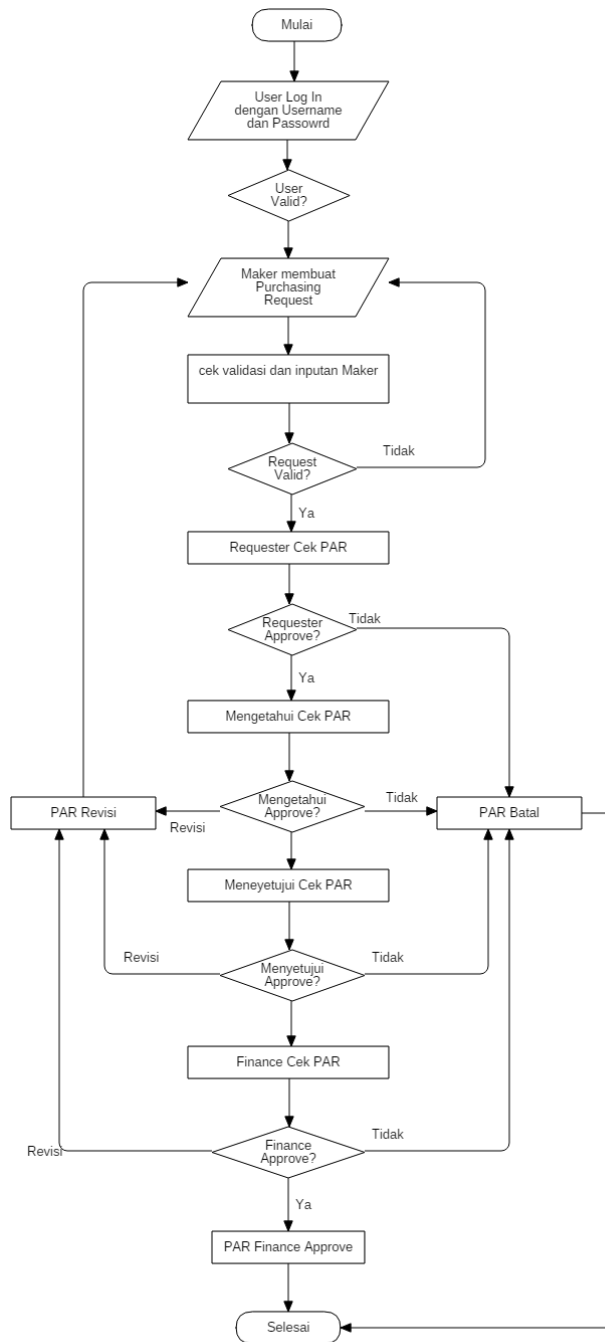 Mulai
User Log In
dengan Username
dan Passowrd
User
Valid?
Maker membuat
Purchasing
Request
cek validasi dan inputan Maker
Request
Valid?
Tidak
Ya
Requester Cek PAR
Requester
Approve?
Tidak
Ya
Mengetahui Cek PAR
PAR Revisi
Revisi
Mengetahui
Approve?
Tidak
PAR Batal
Meneyetujui Cek PAR
Revisi
Menyetujui
Approve?
Tidak
Finance Cek PAR
Revisi
Finance
Approve?
Tidak
Ya
PAR Finance Approve
Selesai